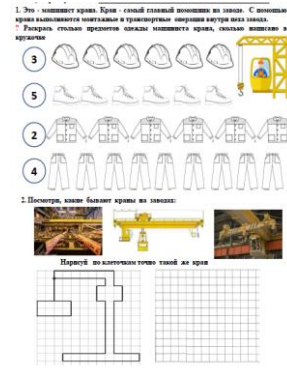 1. Это - машинист крана. Кран - самый главный помощник на заводе. С помощью
крана выполняются монтажные и транспортные операции внутри цеха завода.
? Раскрась столько предметов одежды машиниста крана, сколько написано в
кружочке
3
5
2
4
2. Посмотри, какие бывают краны на заводах:
Нарисуй по клеточкам точно такой же кран